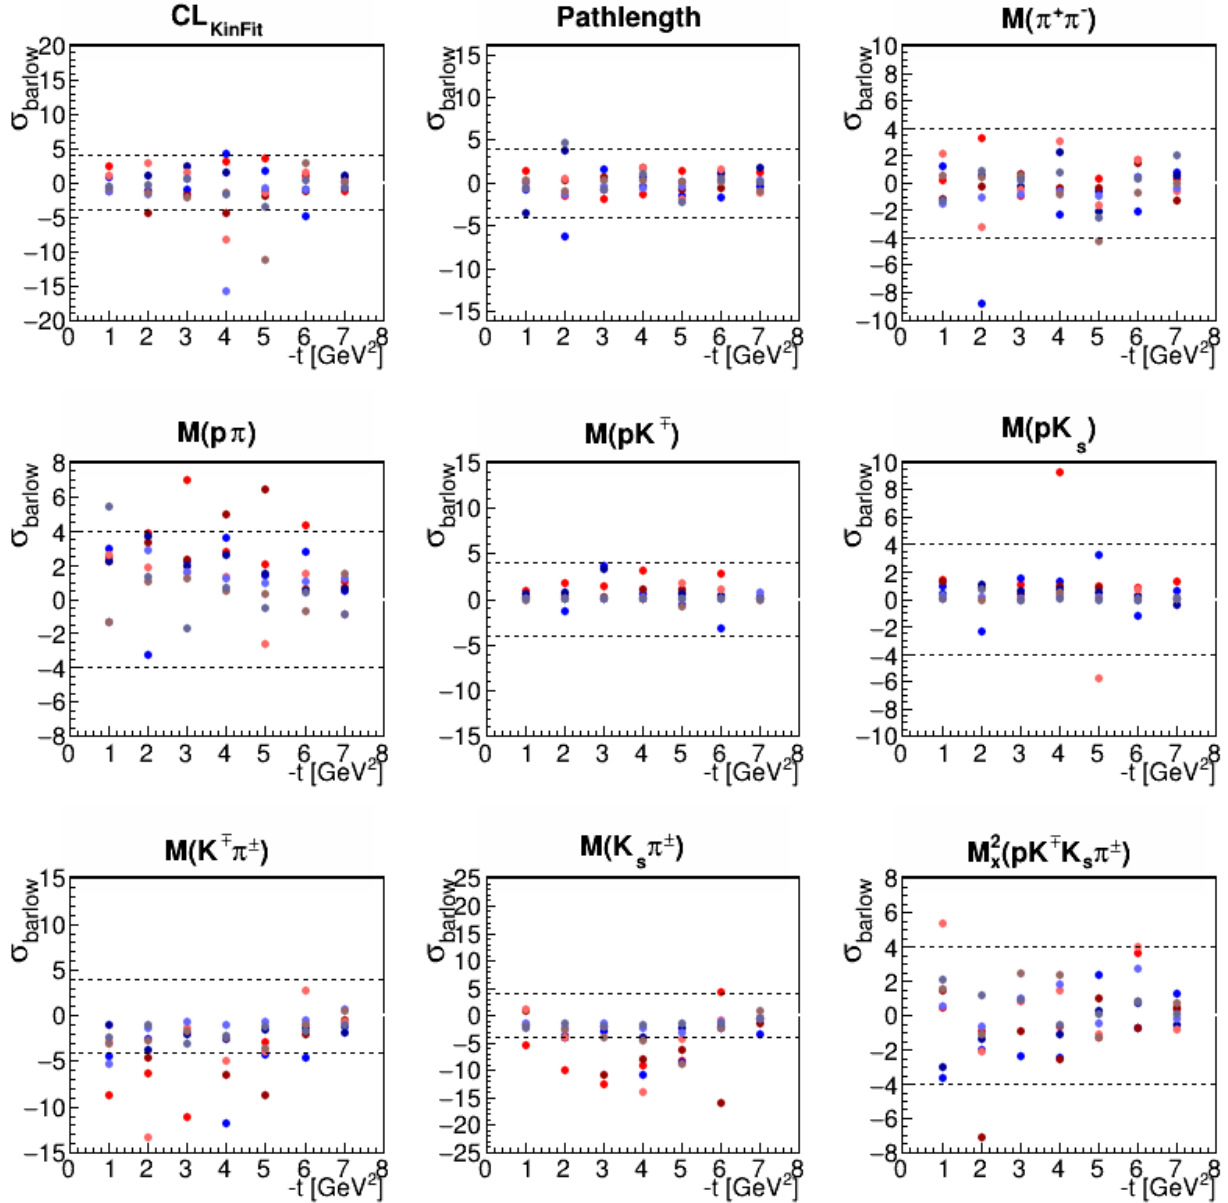 CL_KinFit Pathlength M(π⁺π⁻)
σ_barlow σ_barlow σ_barlow
20 15 10 5 0 −5 −10 −15 −20
0 1 2 3 4 5 6 7 8
-t [GeV²]
15 10 5 0 −5 −10 −15
0 1 2 3 4 5 6 7 8
-t [GeV²]
10 8 6 4 2 0 −2 −4 −6 −8 −10
0 1 2 3 4 5 6 7 8
-t [GeV²]
M(pπ) M(pK∓) M(pK_s)
σ_barlow σ_barlow σ_barlow
8 6 4 2 0 −2 −4 −6 −8
0 1 2 3 4 5 6 7 8
-t [GeV²]
15 10 5 0 −5 −10 −15
0 1 2 3 4 5 6 7 8
-t [GeV²]
10 8 6 4 2 0 −2 −4 −6 −8 −10
0 1 2 3 4 5 6 7 8
-t [GeV²]
M(K∓π±) M(K_sπ±) M²_x(pK∓K_sπ±)
σ_barlow σ_barlow σ_barlow
15 10 5 0 −5 −10 −15
0 1 2 3 4 5 6 7 8
-t [GeV²]
25 20 15 10 5 0 −5 −10 −15 −20 −25
0 1 2 3 4 5 6 7 8
-t [GeV²]
8 6 4 2 0 −2 −4 −6 −8
0 1 2 3 4 5 6 7 8
-t [GeV²]